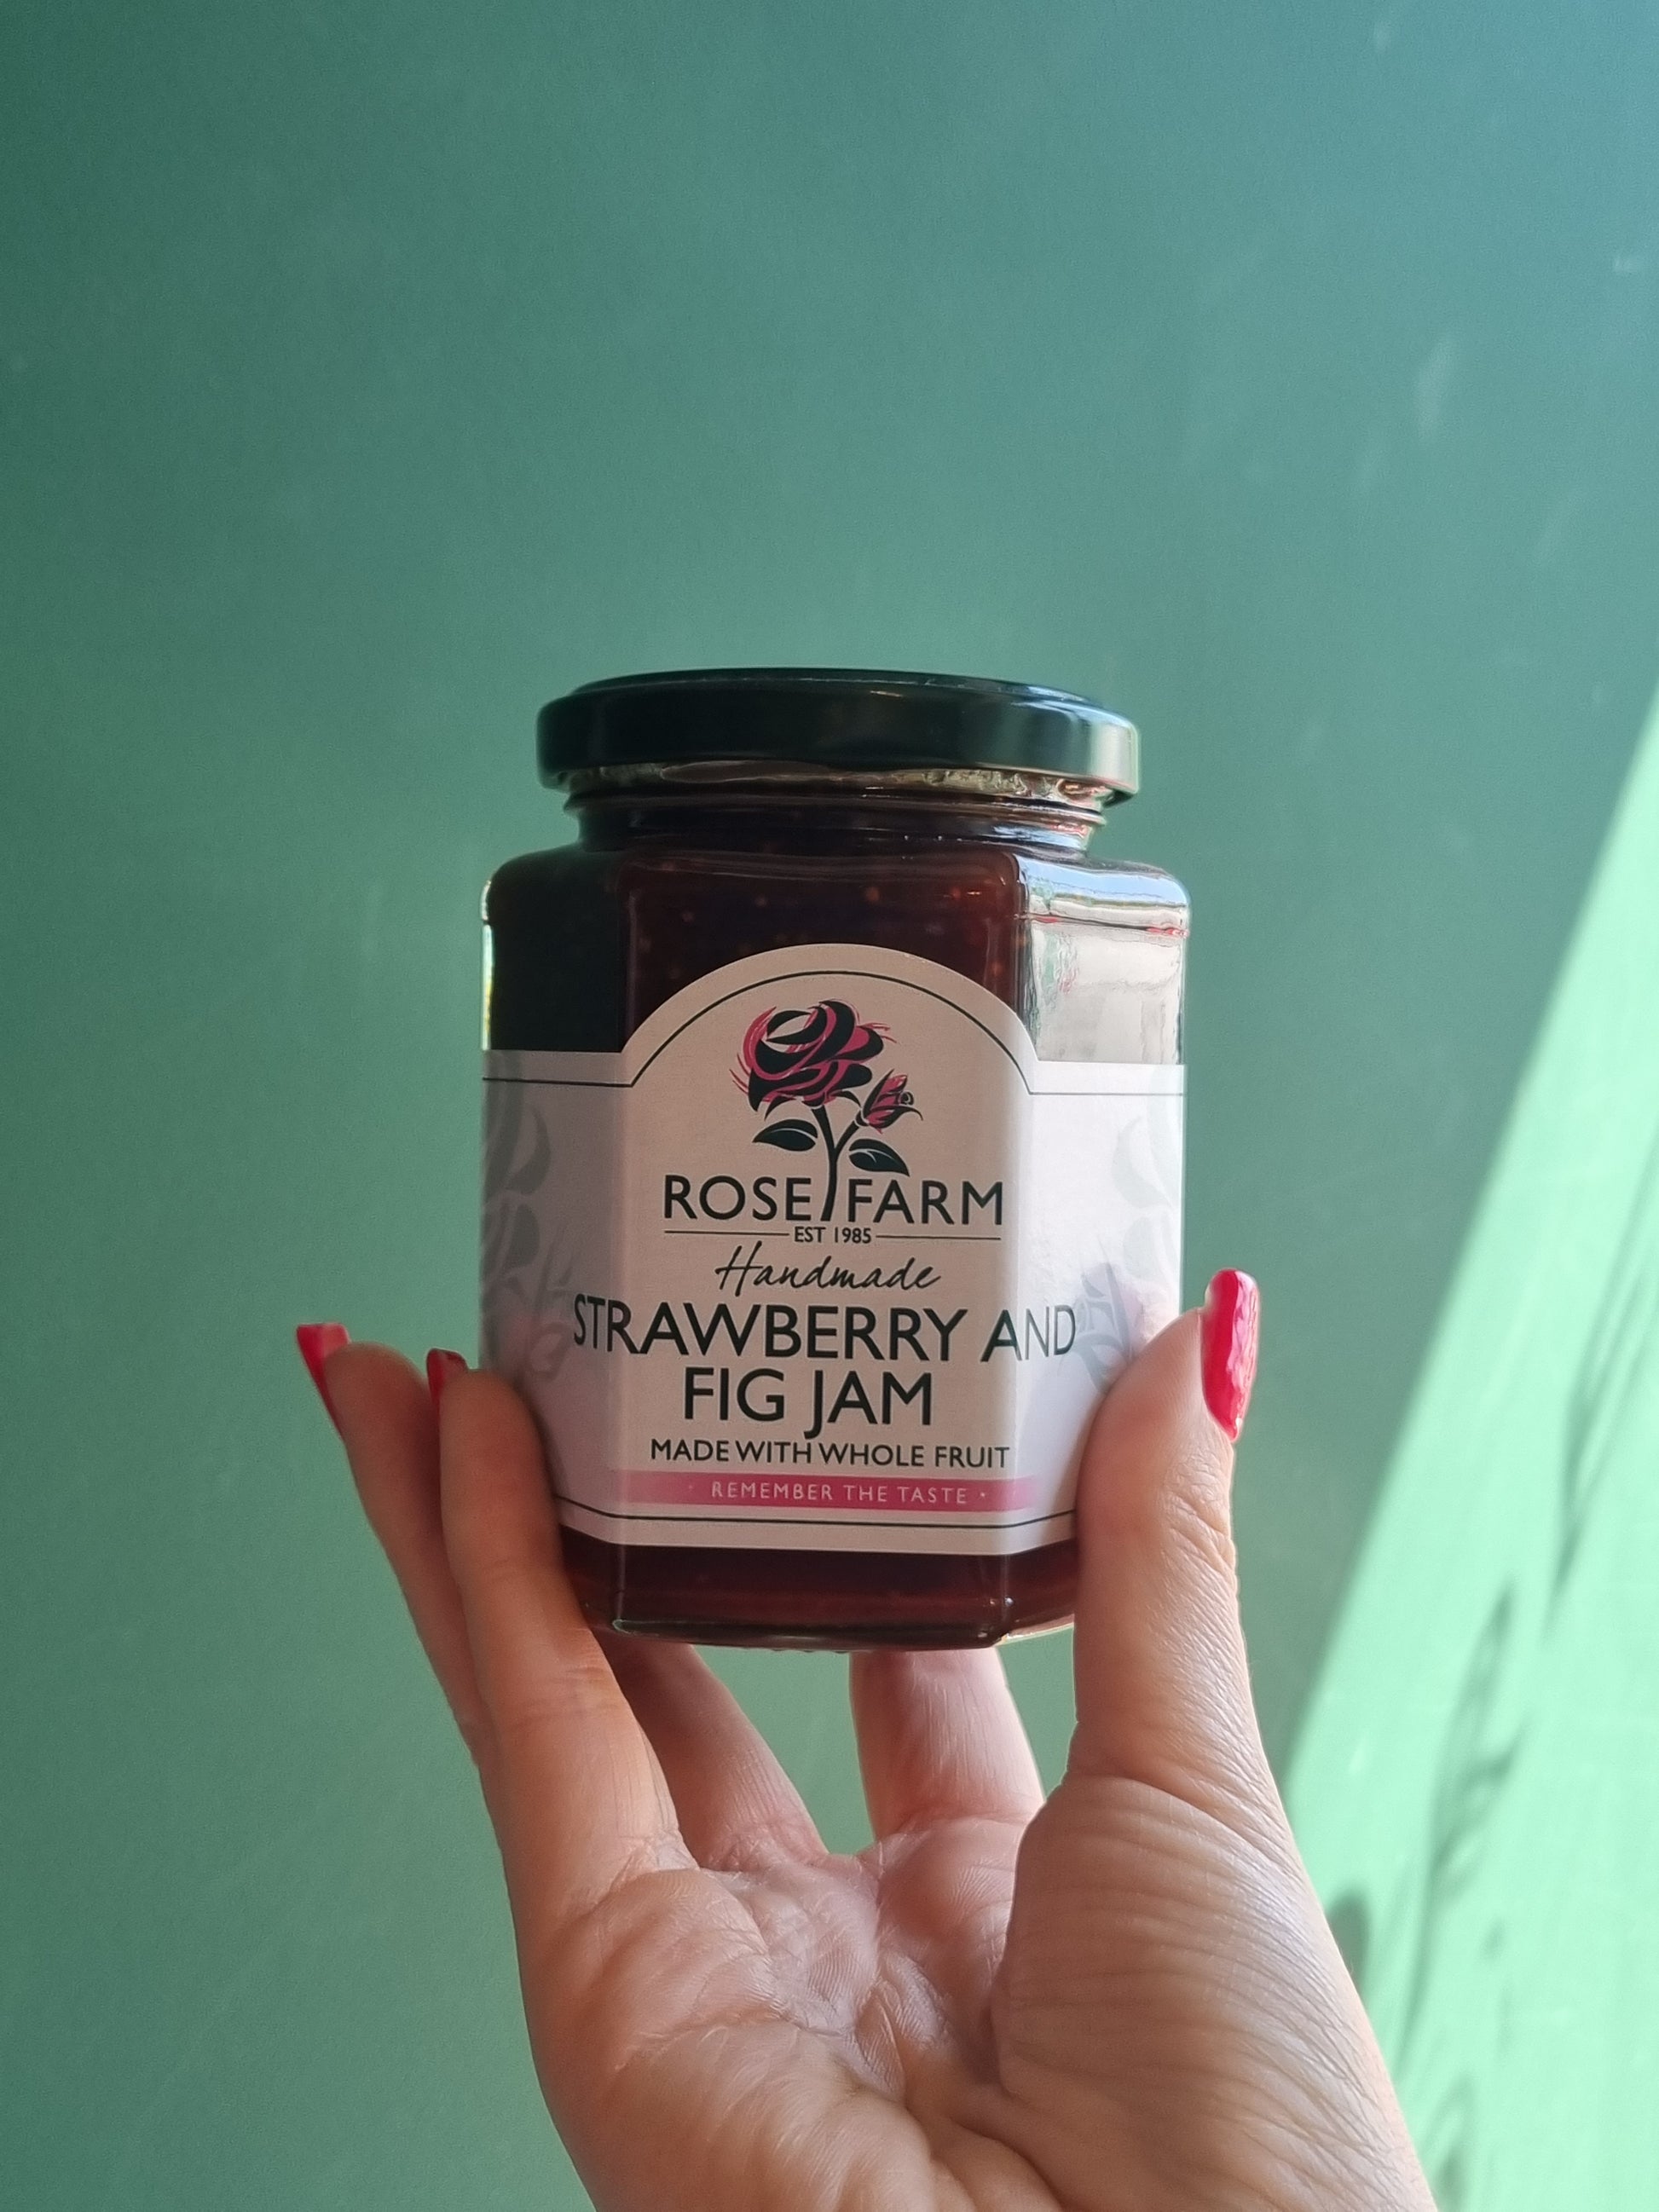 ROSE FARM
EST 1985
Handmade
STRAWBERRY AND
FIG JAM
MADE WITH WHOLE FRUIT
· REMEMBER THE TASTE ·